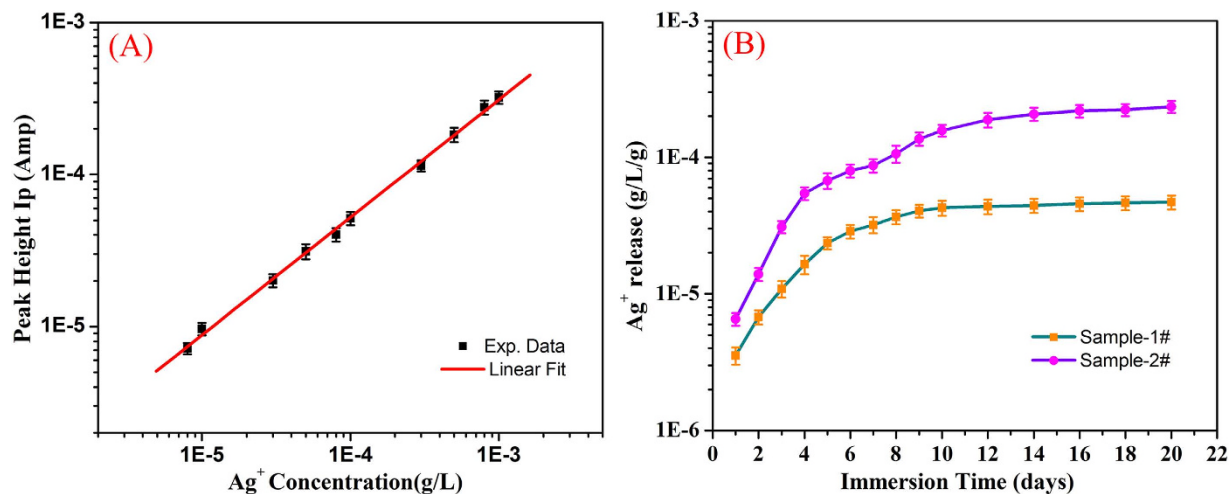 (A)
1E-3
1E-4
1E-5
Peak Height Ip (Amp)
Exp. Data
Linear Fit
1E-5 1E-4 1E-3
Ag⁺ Concentration(g/L)
(B)
1E-3
1E-4
1E-5
1E-6
Ag⁺ release (g/L/g)
Sample-1#
Sample-2#
0 2 4 6 8 10 12 14 16 18 20 22
Immersion Time (days)